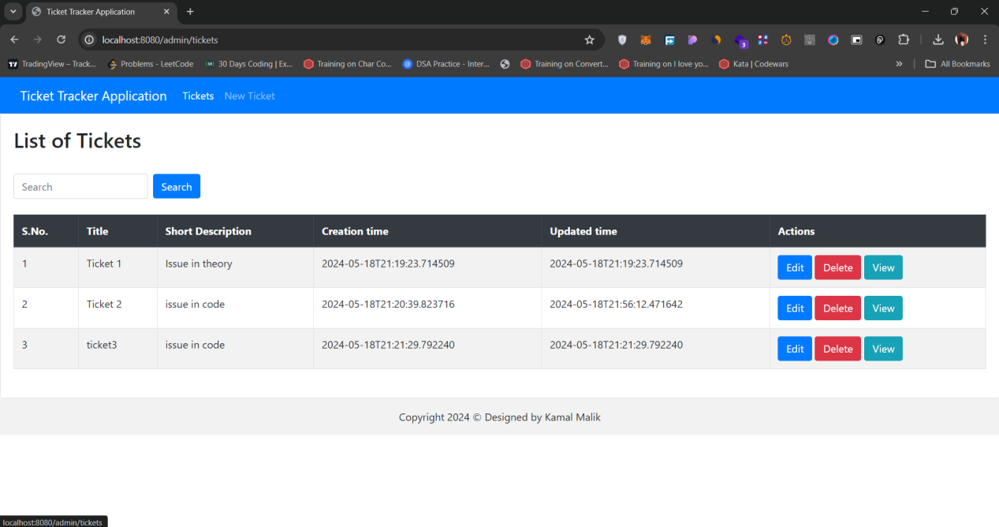 Ticket Tracker Application
localhost:8080/admin/tickets
3
TradingView – Track... Problems - LeetCode 30 Days Coding | Ex... Training on Char Co... DSA Practice - Inter... Training on Convert... Training on I love yo... Kata | Codewars » All Bookmarks
Ticket Tracker Application Tickets New Ticket
List of Tickets
Search Search
S.No. Title Short Description Creation time Updated time Actions
1 Ticket 1 Issue in theory 2024-05-18T21:19:23.714509 2024-05-18T21:19:23.714509 Edit Delete View
2 Ticket 2 issue in code 2024-05-18T21:20:39.823716 2024-05-18T21:56:12.471642 Edit Delete View
3 ticket3 issue in code 2024-05-18T21:21:29.792240 2024-05-18T21:21:29.792240 Edit Delete View
Copyright 2024 © Designed by Kamal Malik
localhost:8080/admin/tickets